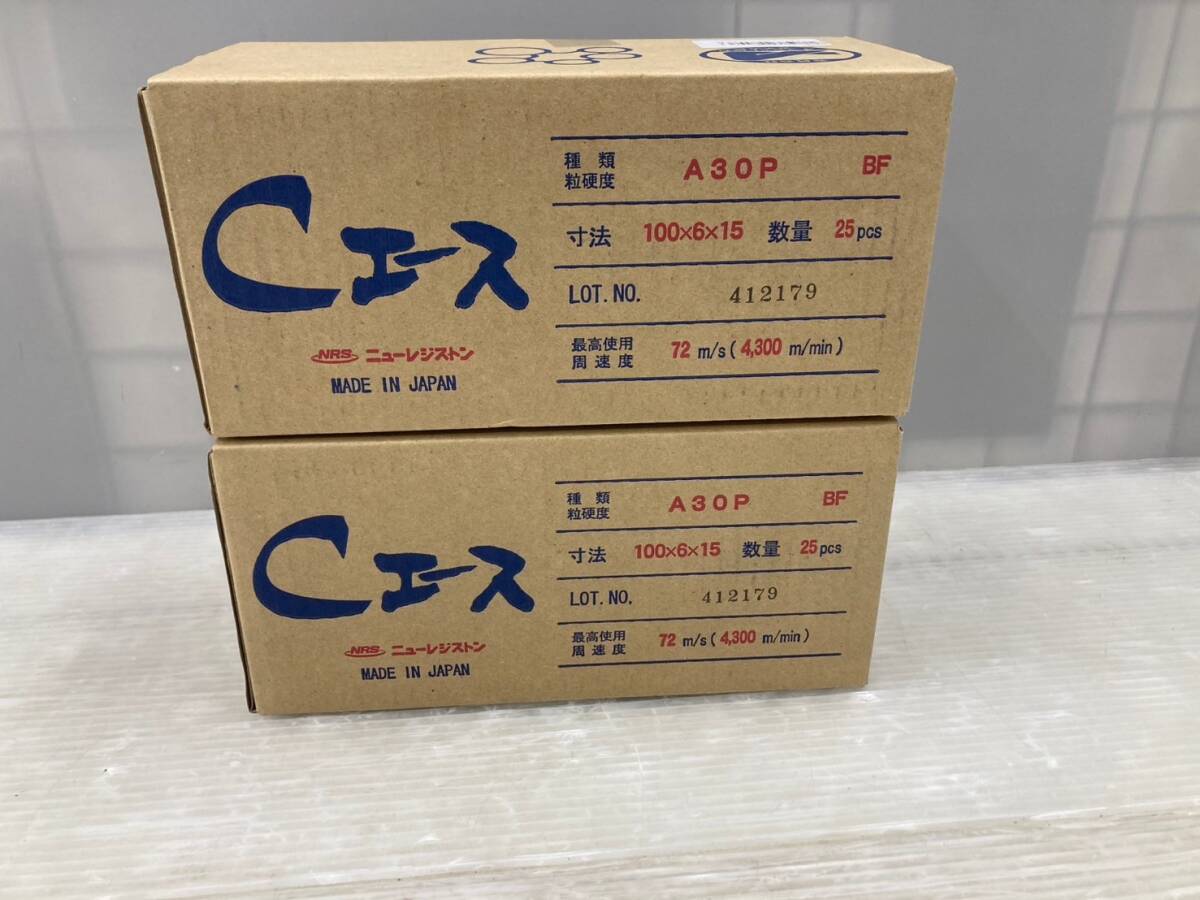 Cエース
NRS ニューレジストン
MADE IN JAPAN
種類 粒硬度 A30P BF
寸法 100×6×15 数量 25pcs
LOT. NO. 412179
最高使用 周速度 72 m/s ( 4,300 m/min )
Cエース
NRS ニューレジストン
MADE IN JAPAN
種類 粒硬度 A30P BF
寸法 100×6×15 数量 25pcs
LOT. NO. 412179
最高使用 周速度 72 m/s ( 4,300 m/min )